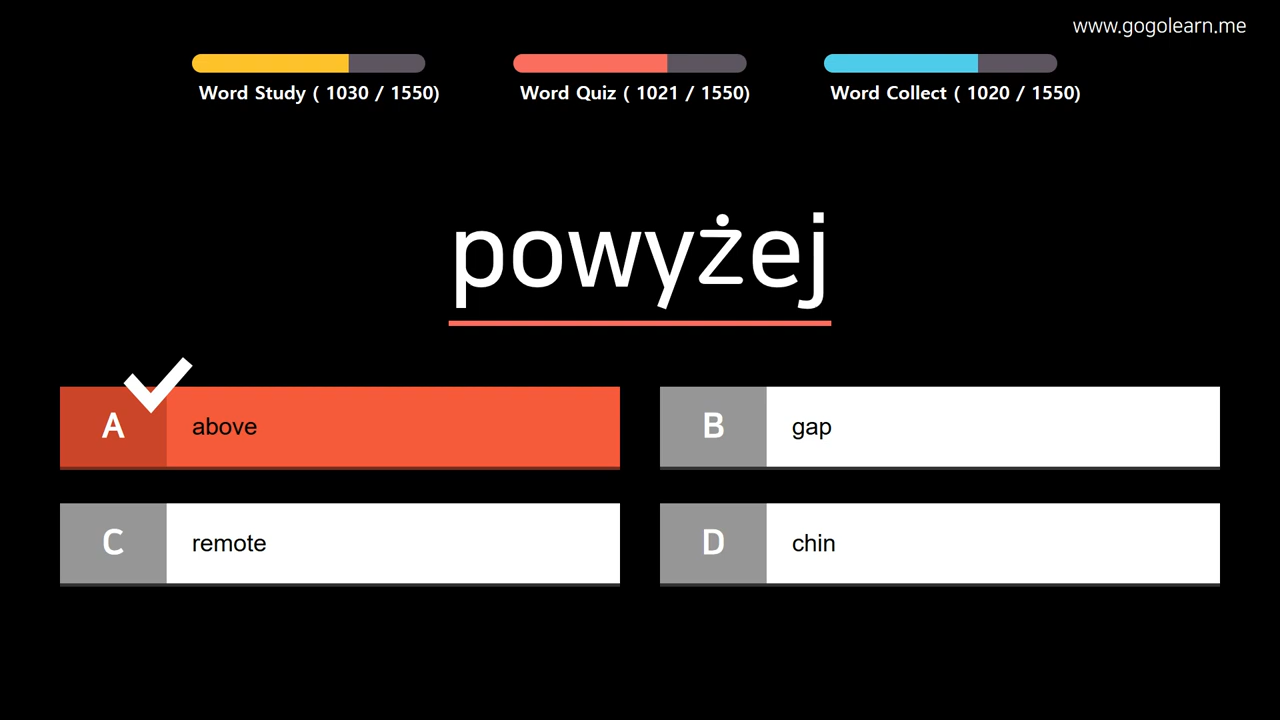 www.gogolearn.me
Word Study ( 1030 / 1550)
Word Quiz ( 1021 / 1550)
Word Collect ( 1020 / 1550)
powyżej
A above
B gap
C remote
D chin